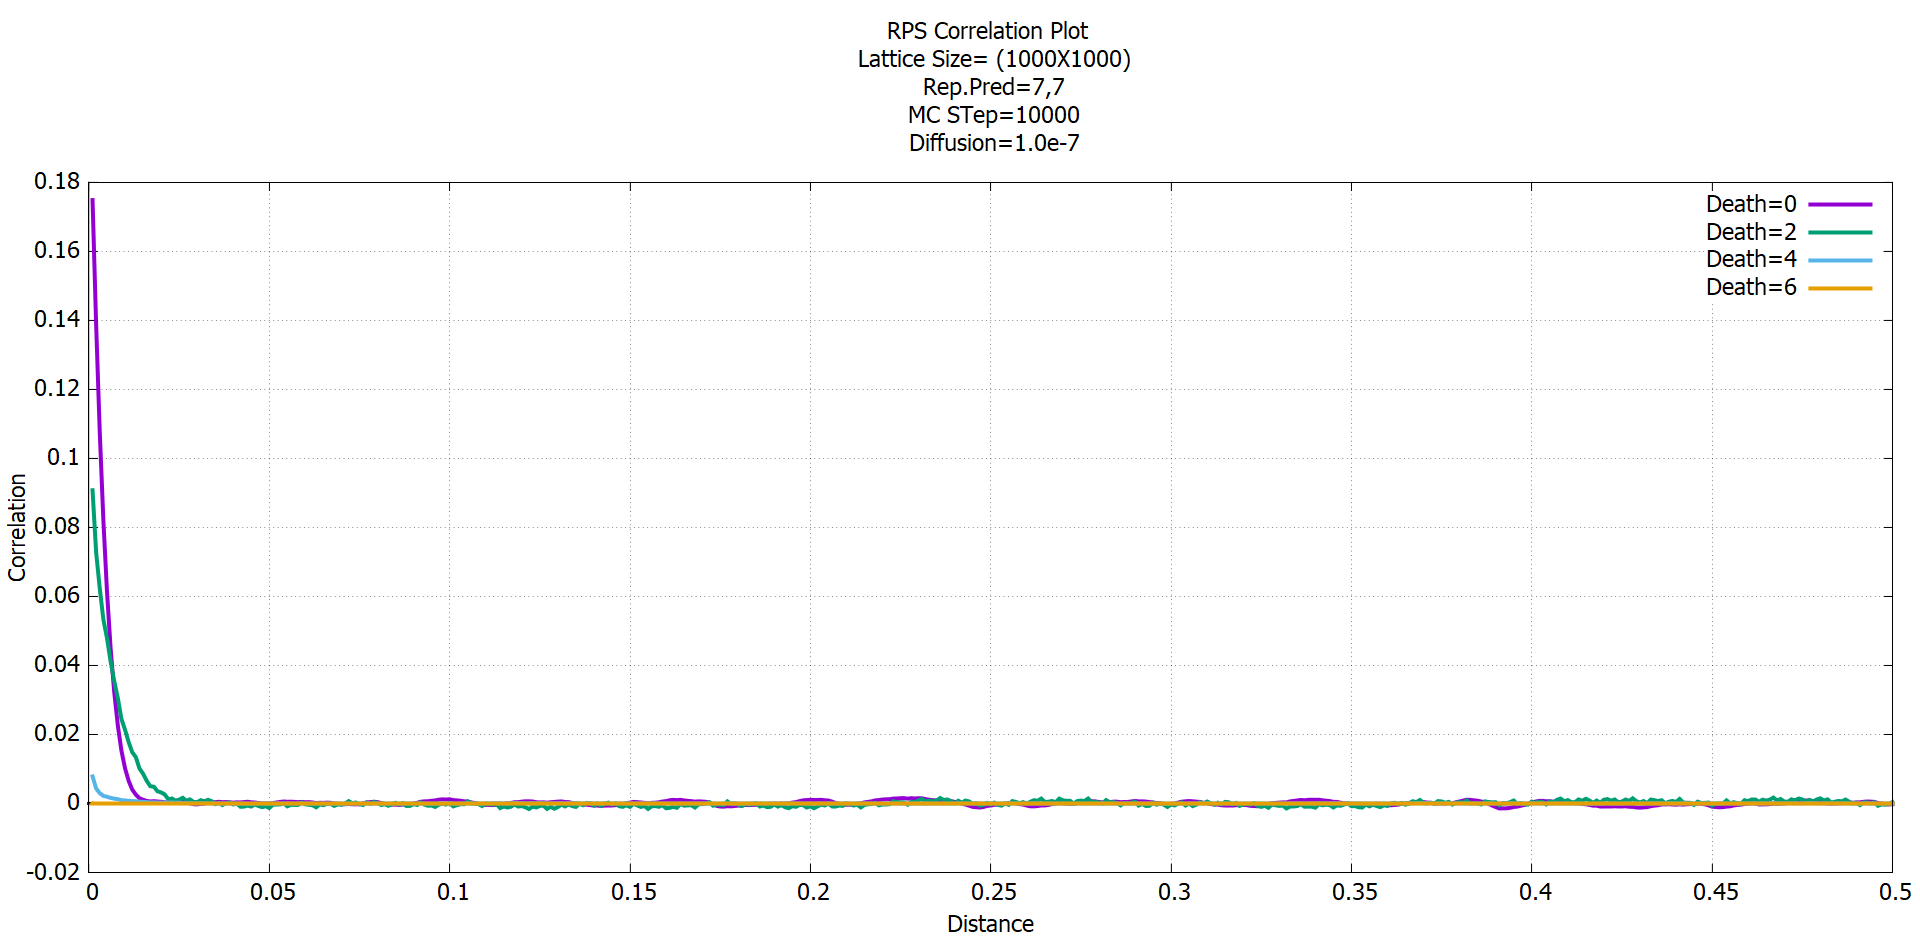 RPS Correlation Plot
Lattice Size= (1000X1000)
Rep.Pred=7,7
MC STep=10000
Diffusion=1.0e-7
Death=0
Death=2
Death=4
Death=6
Correlation
0.18
0.16
0.14
0.12
0.1
0.08
0.06
0.04
0.02
0
-0.02
0 0.05 0.1 0.15 0.2 0.25 0.3 0.35 0.4 0.45 0.5
Distance